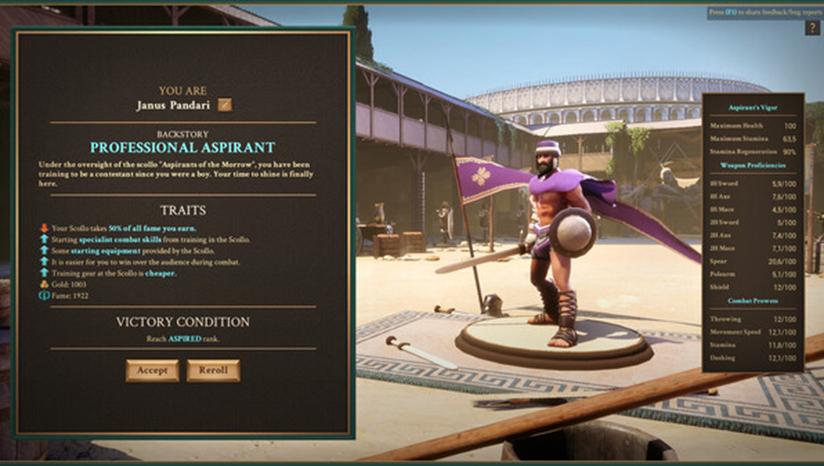 Press (F1) to share feedback/bug reports
?
YOU ARE
Janus Pandari
BACKSTORY
PROFESSIONAL ASPIRANT
Under the oversight of the scollo "Aspirants of the Morrow", you have been
training to be a contestant since you were a boy. Your time to shine is finally
here.
TRAITS
Your Scollo takes 50% of all fame you earn.
Starting specialist combat skills from training in the Scollo.
Some starting equipment provided by the Scollo.
It is easier for you to win over the audience during combat.
Training gear at the Scollo is cheaper.
Gold: 1003
Fame: 1922
VICTORY CONDITION
Reach ASPIRED rank.
Accept
Reroll
Aspirant's Vigor
Maximum Health 100
Maximum Stamina 63,5
Stamina Regeneration 90%
Weapon Proficiencies
1H Sword 5,9/100
1H Axe 7,6/100
1H Mace 4,5/100
2H Sword 5/100
2H Axe 7,4/100
2H Mace 7,1/100
Spear 20,6/100
Polearm 5,1/100
Shield 12/100
Combat Prowess
Throwing 12/100
Movement Speed 12,1/100
Stamina 11,8/100
Dashing 12,1/100